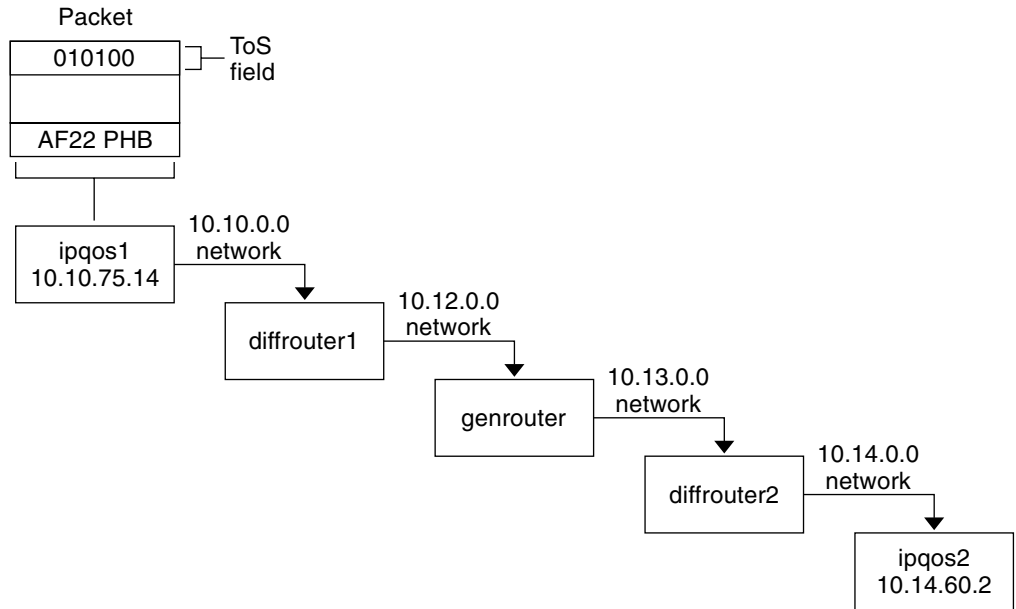 Packet
010100
ToS
field
AF22 PHB
ipqos1
10.10.75.14
10.10.0.0
network
diffrouter1
10.12.0.0
network
genrouter
10.13.0.0
network
diffrouter2
10.14.0.0
network
ipqos2
10.14.60.2